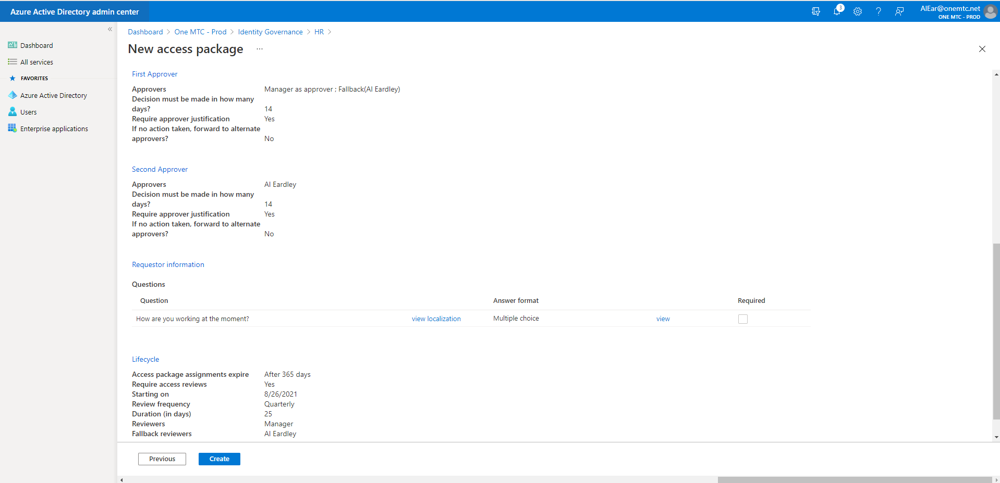 Azure Active Directory admin center
3
AlEar@onemtc.net
ONE MTC - PROD
«
Dashboard
All services
FAVORITES
Azure Active Directory
Users
Enterprise applications
Dashboard > One MTC - Prod > Identity Governance > HR >
New access package ...
First Approver
Approvers Manager as approver ; Fallback(Al Eardley)
Decision must be made in how many
days? 14
Require approver justification Yes
If no action taken, forward to alternate
approvers? No
Second Approver
Approvers Al Eardley
Decision must be made in how many
days? 14
Require approver justification Yes
If no action taken, forward to alternate
approvers? No
Requestor information
Questions
Question Answer format Required
How are you working at the moment? view localization Multiple choice view
Lifecycle
Access package assignments expire After 365 days
Require access reviews Yes
Starting on 8/26/2021
Review frequency Quarterly
Duration (in days) 25
Reviewers Manager
Fallback reviewers Al Eardley
Previous Create